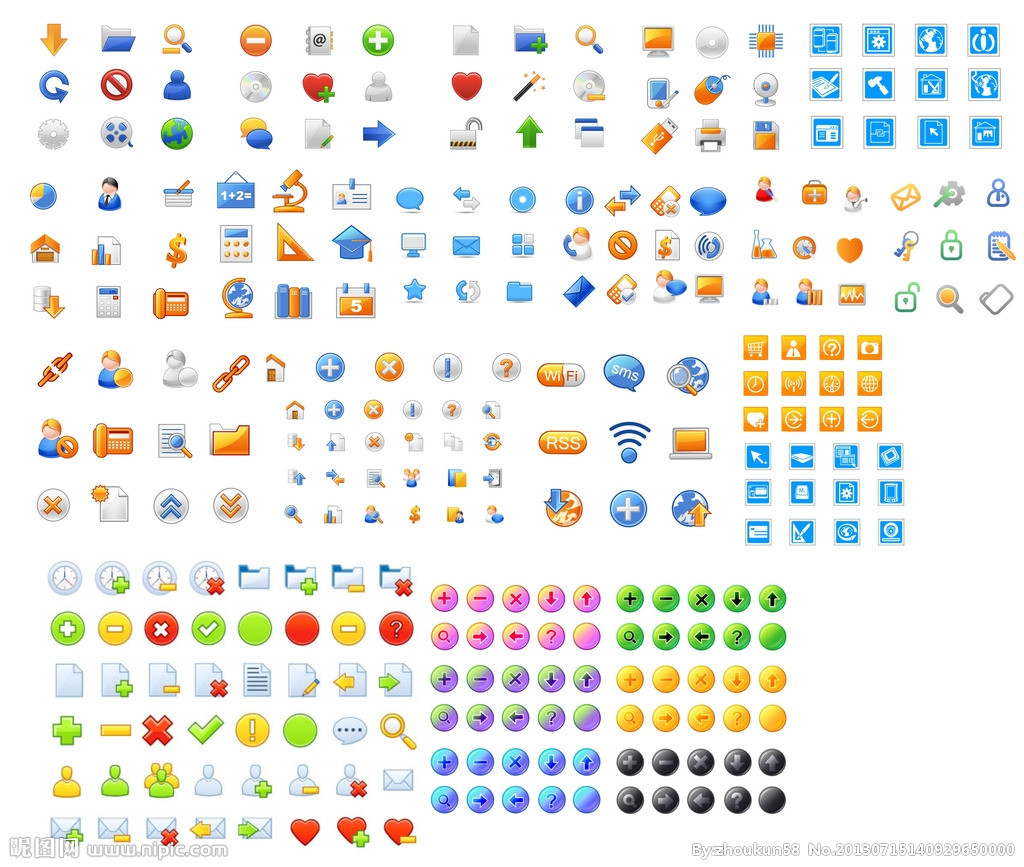 @
1+2=
$
i
5
$
WiFi
sms
RSS
昵图网 www.nipic.com
By:zhoukun58 No.20130715140929650000